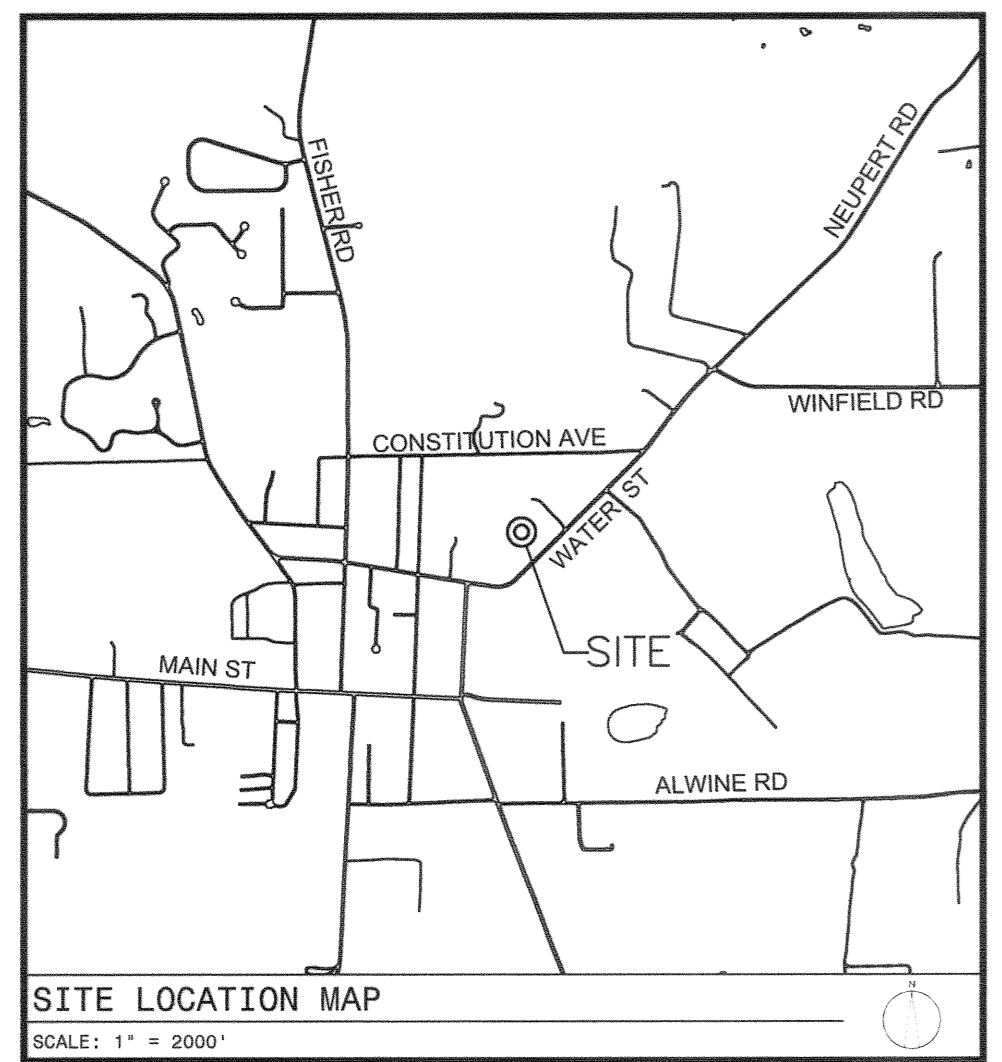 FISHER RD
NEUPERT RD
WINFIELD RD
CONSTITUTION AVE
WATER ST
SITE
MAIN ST
ALWINE RD
SITE LOCATION MAP
N
SCALE: 1" = 2000'